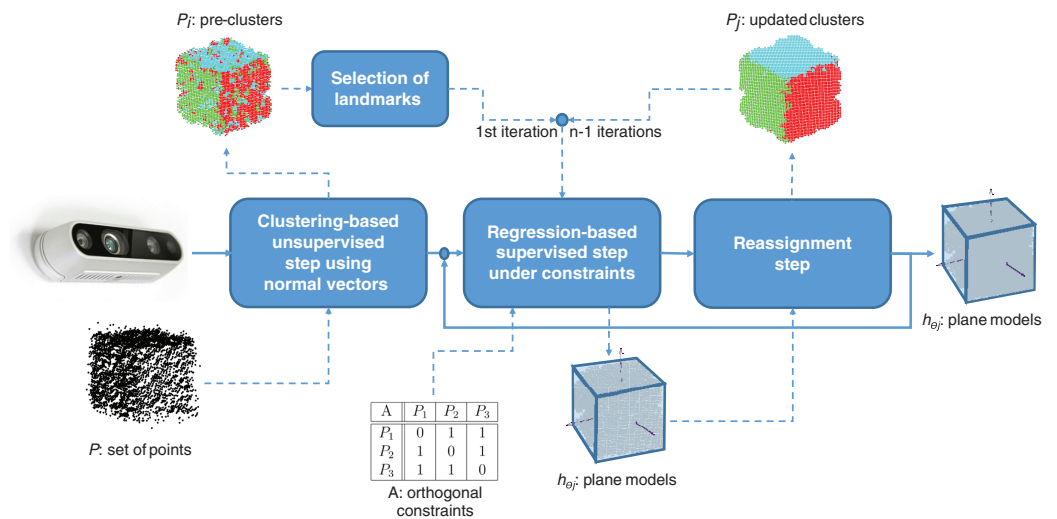 Pi: pre-clusters
Pj: updated clusters
Selection of
landmarks
1st iteration
n-1 iterations
Clustering-based
unsupervised
step using
normal vectors
Regression-based
supervised step
under constraints
Reassignment
step
hθj: plane models
P: set of points
A P1 P2 P3
P1 0 1 1
P2 1 0 1
P3 1 1 0
A: orthogonal
constraints
hθj: plane models